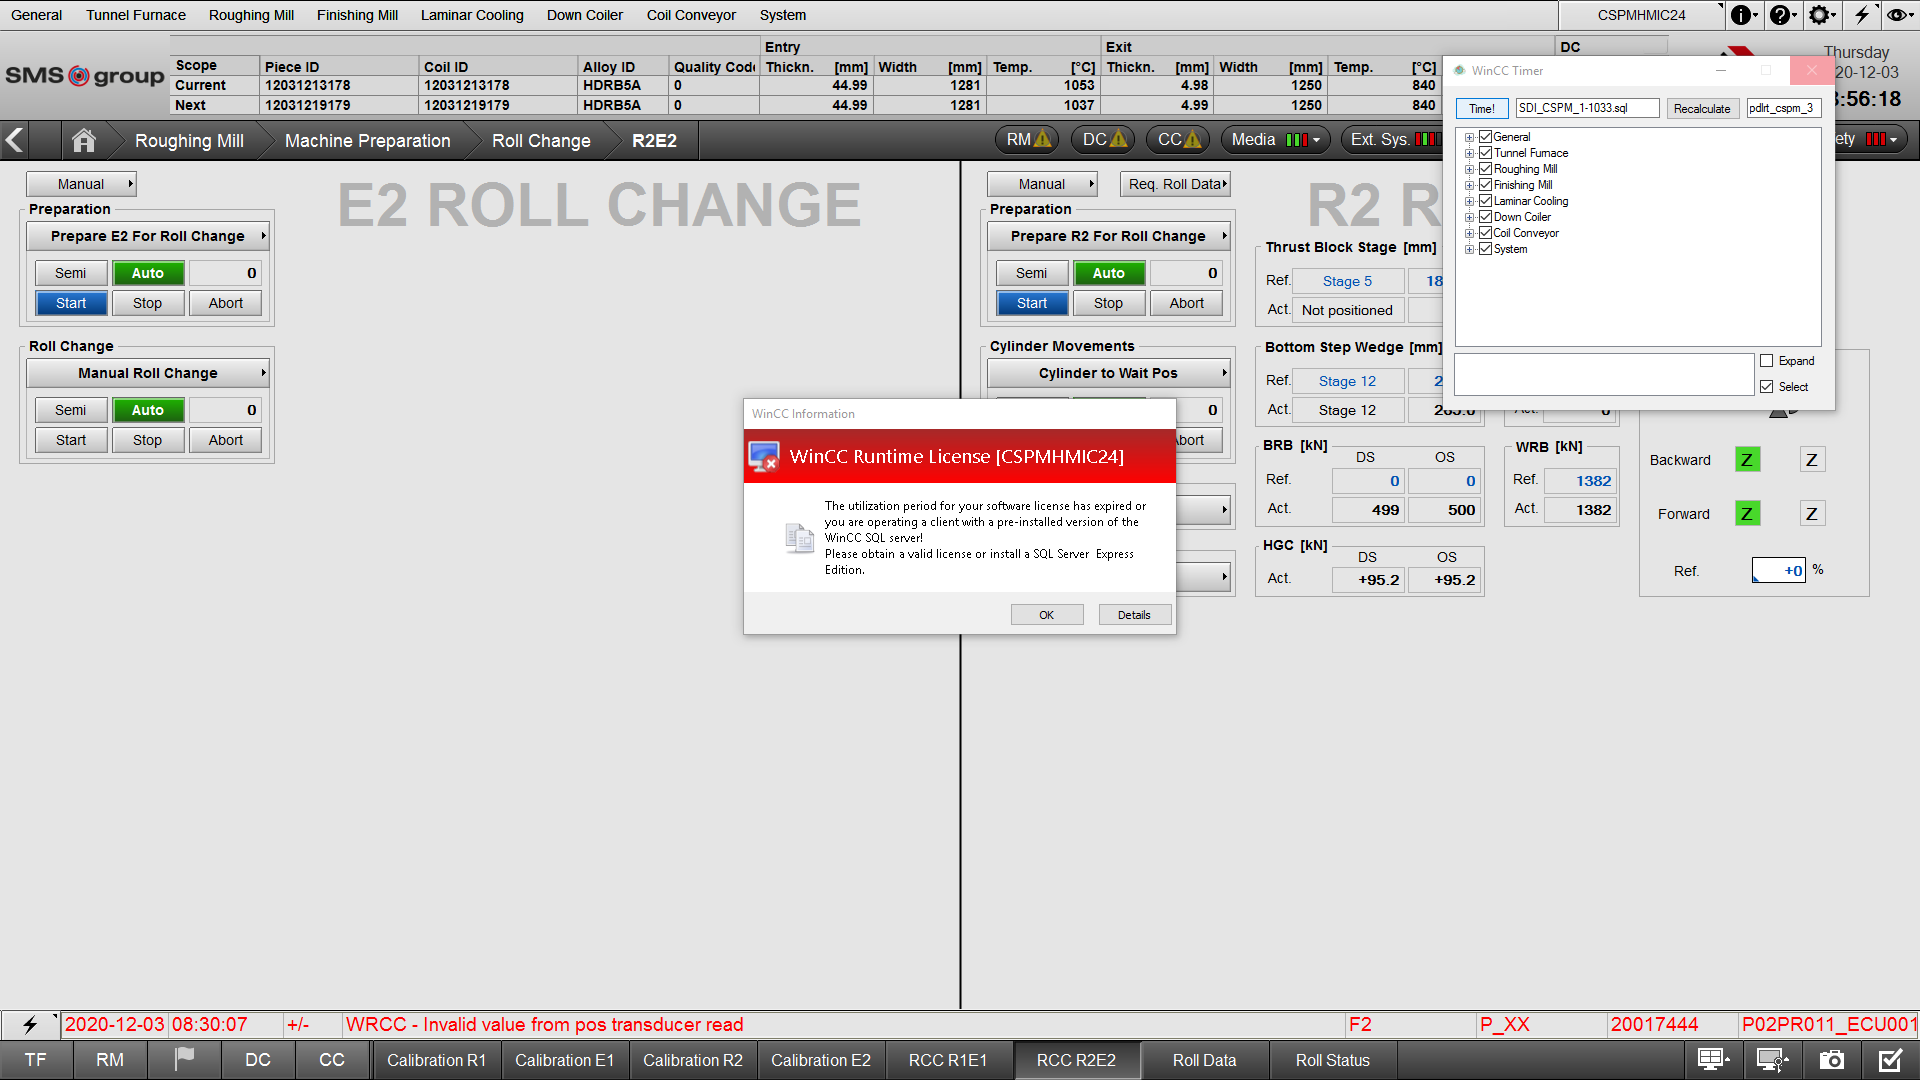 General Tunnel Furnace Roughing Mill Finishing Mill Laminar Cooling Down Coiler Coil Conveyor System CSPMHMIC24
Entry Exit DC
Scope Piece ID Coil ID Alloy ID Quality Code Thickn. [mm] Width [mm] Temp. [°C] Thickn. [mm] Width [mm] Temp. [°C]
Current 12031213178 12031213178 HDRB5A 0 44.99 1281 1053 4.98 1250 840
Next 12031219179 12031219179 HDRB5A 0 44.99 1281 1037 4.99 1250 840
SMS group
Thursday
20-12-03
:56:18
Roughing Mill Machine Preparation Roll Change R2E2 RM DC CC Media Ext. Sys. ety
WinCC Timer
Time! SDI_CSPM_1-1033.sql Recalculate pdlrt_cspm_3
General
Tunnel Furnace
Roughing Mill
Finishing Mill
Laminar Cooling
Down Coiler
Coil Conveyor
System
Expand
Select
Manual
E2 ROLL CHANGE
Preparation
Prepare E2 For Roll Change
Semi Auto 0
Start Stop Abort
Roll Change
Manual Roll Change
Semi Auto 0
Start Stop Abort
Manual Req. Roll Data
R2 R
Preparation
Prepare R2 For Roll Change
Semi Auto 0
Start Stop Abort
Cylinder Movements
Cylinder to Wait Pos
0
bort
Thrust Block Stage [mm]
Ref. Stage 5 18
Act. Not positioned
Bottom Step Wedge [mm]
Ref. Stage 12 2
Act. Stage 12 265.0
Act. 0
BRB [kN]
DS OS
Ref. 0 0
Act. 499 500
WRB [kN]
Ref. 1382
Act. 1382
HGC [kN]
DS OS
Act. +95.2 +95.2
Backward Z Z
Forward Z Z
Ref. +0 %
WinCC Information
WinCC Runtime License [CSPMHMIC24]
The utilization period for your software license has expired or
you are operating a client with a pre-installed version of the
WinCC SQL server!
Please obtain a valid license or install a SQL Server Express
Edition.
OK Details
2020-12-03 08:30:07 +/- WRCC - Invalid value from pos transducer read F2 P_XX 20017444 P02PR011_ECU001
TF RM DC CC Calibration R1 Calibration E1 Calibration R2 Calibration E2 RCC R1E1 RCC R2E2 Roll Data Roll Status